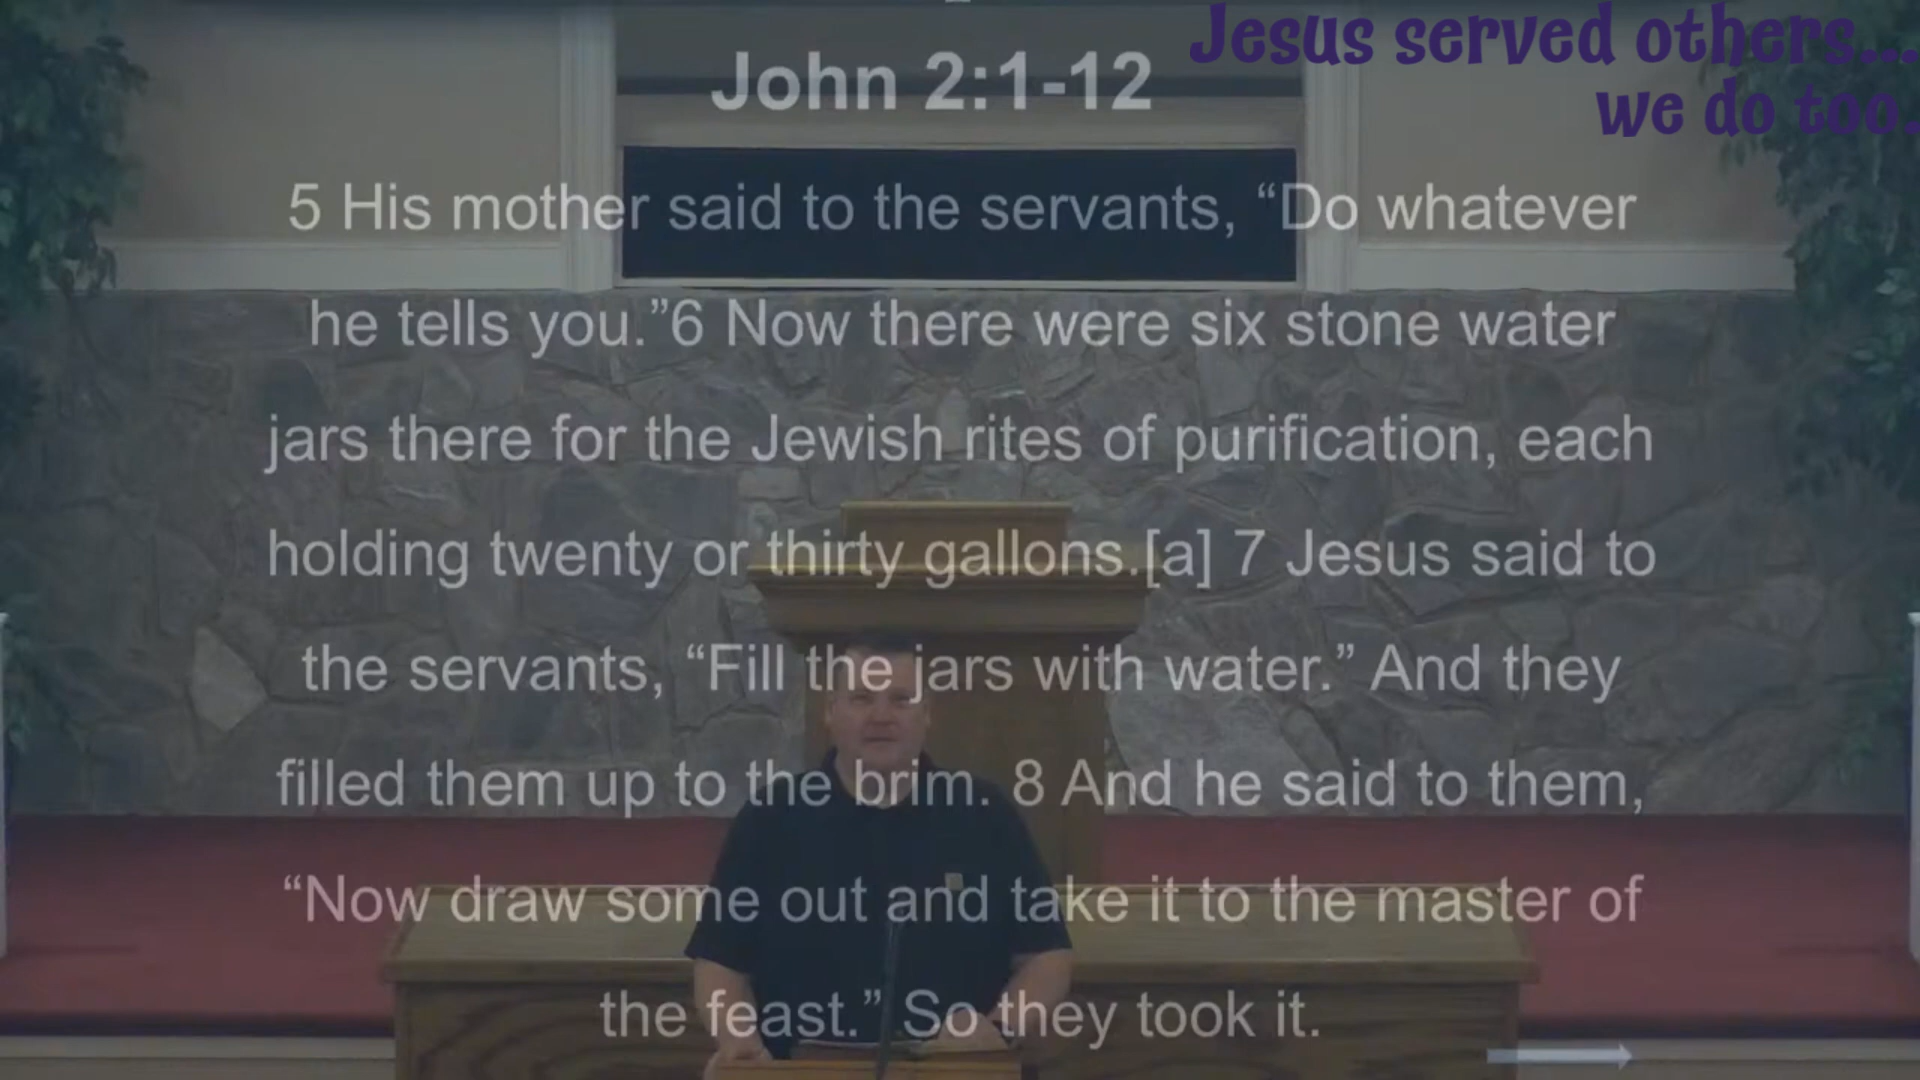 Jesus served others...
we do too.
John 2:1-12
5 His mother said to the servants, “Do whatever
he tells you.”6 Now there were six stone water
jars there for the Jewish rites of purification, each
holding twenty or thirty gallons.[a] 7 Jesus said to
the servants, “Fill the jars with water.” And they
filled them up to the brim. 8 And he said to them,
“Now draw some out and take it to the master of
the feast.” So they took it.